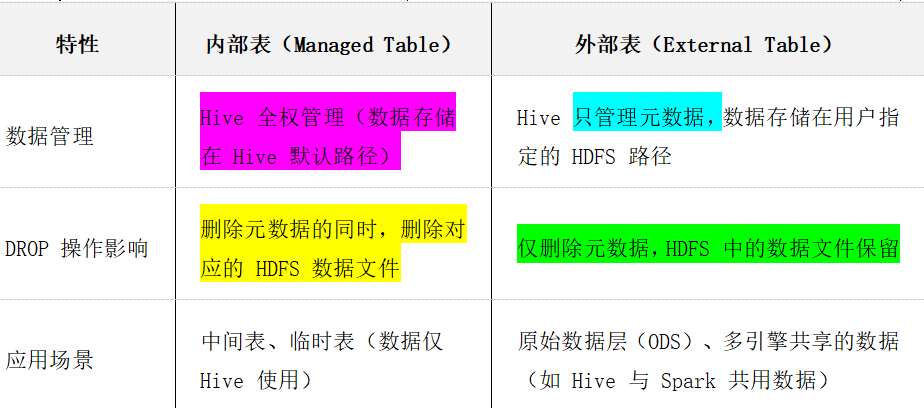 特性
内部表（Managed Table）
外部表（External Table）
数据管理
Hive 全权管理（数据存储
在 Hive 默认路径）
Hive 只管理元数据，数据存储在用户指
定的 HDFS 路径
DROP 操作影响
删除元数据的同时，删除对
应的 HDFS 数据文件
仅删除元数据，HDFS 中的数据文件保留
应用场景
中间表、临时表（数据仅
Hive 使用）
原始数据层（ODS）、多引擎共享的数据
（如 Hive 与 Spark 共用数据）